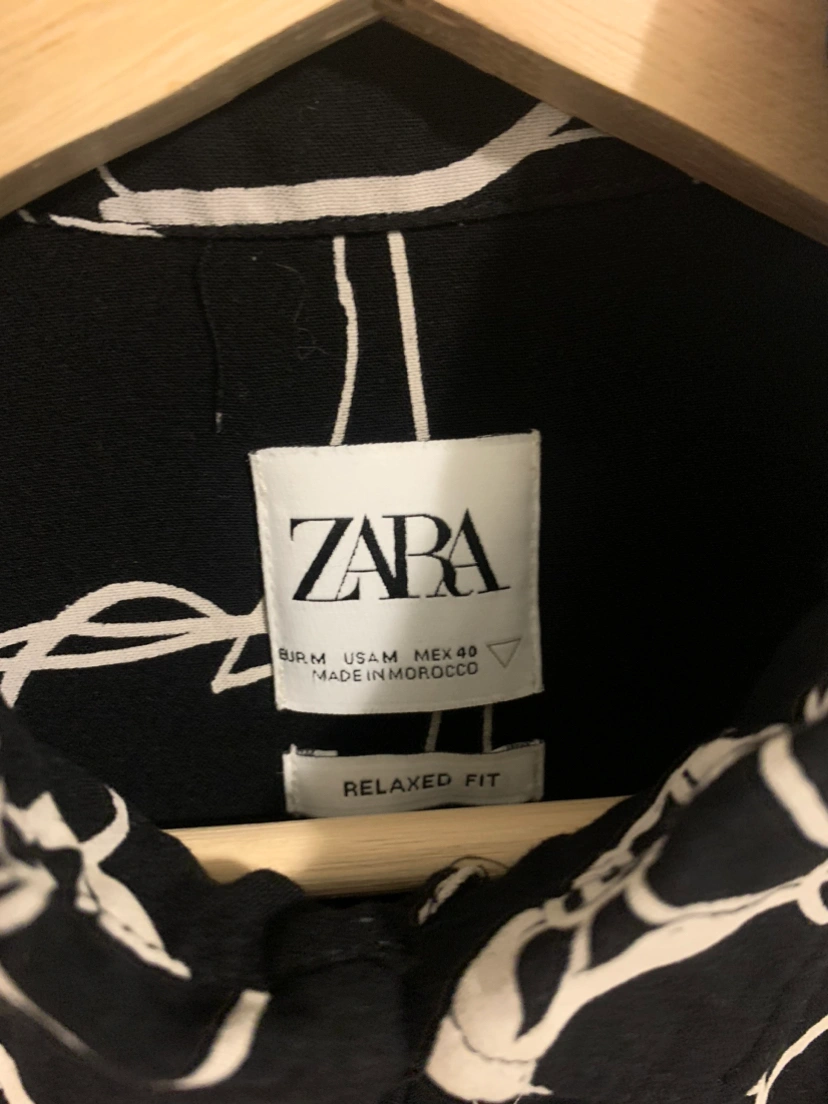 ZARA
EUR M USA M MEX 40
MADE IN MOROCCO
RELAXED FIT